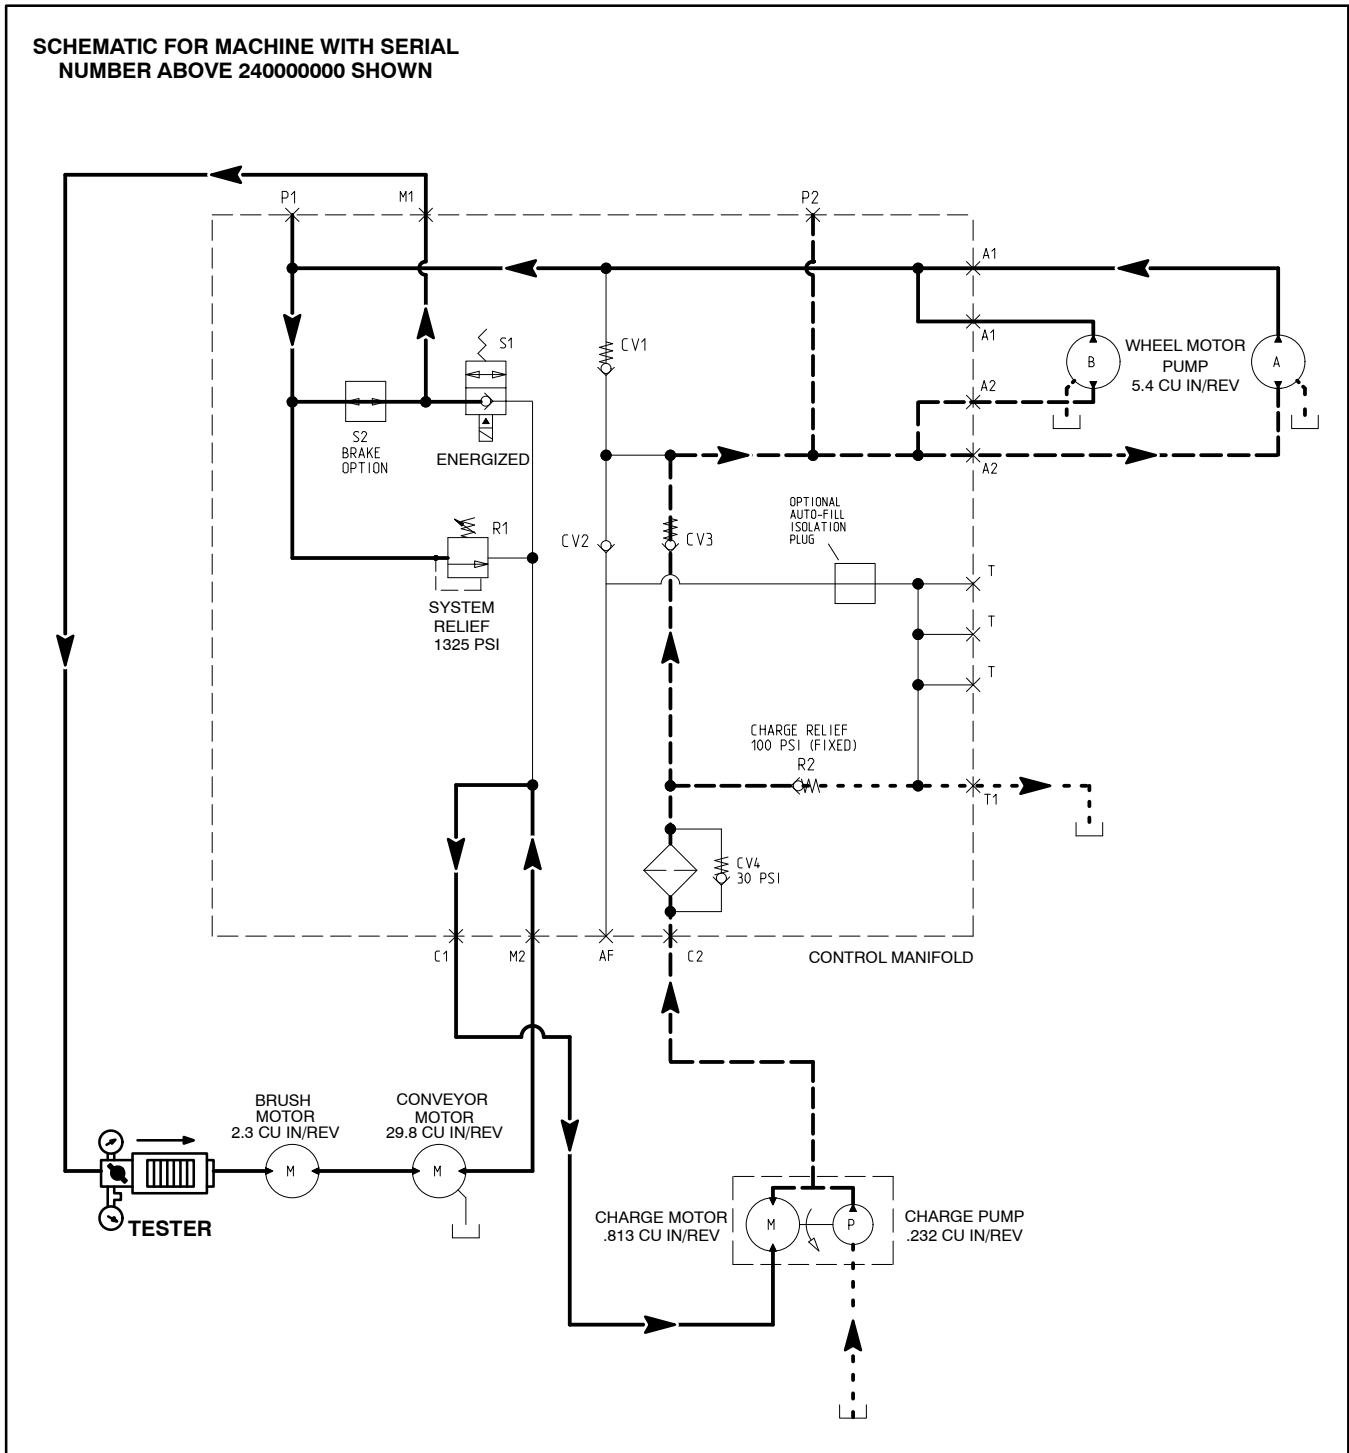 SCHEMATIC FOR MACHINE WITH SERIAL
NUMBER ABOVE 240000000 SHOWN
P1
M1
P2
A1
A1
S1
CV1
B
WHEEL MOTOR
PUMP
5.4 CU IN/REV
A
A2
S2
BRAKE
OPTION
ENERGIZED
A2
OPTIONAL
AUTO-FILL
ISOLATION
PLUG
R1
CV2
CV3
T
SYSTEM
RELIEF
1325 PSI
T
T
CHARGE RELIEF
100 PSI (FIXED)
R2
T1
CV4
30 PSI
C1
M2
AF
C2
CONTROL MANIFOLD
BRUSH
MOTOR
2.3 CU IN/REV
CONVEYOR
MOTOR
29.8 CU IN/REV
M
M
TESTER
CHARGE MOTOR
.813 CU IN/REV
M
P
CHARGE PUMP
.232 CU IN/REV